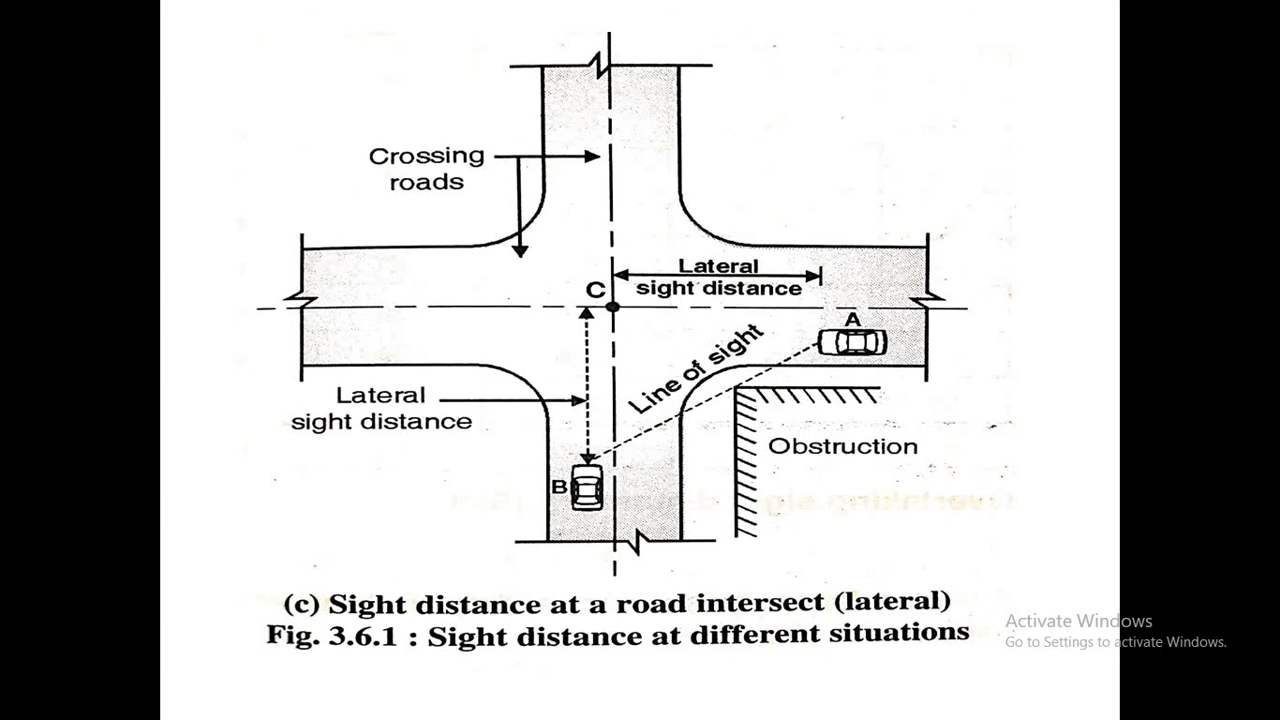 Crossing
roads
Lateral
sight distance
C
A
Line of sight
Lateral
sight distance
Obstruction
B
(c) Sight distance at a road intersect (lateral)
Fig. 3.6.1 : Sight distance at different situations
Activate Windows
Go to Settings to activate Windows.